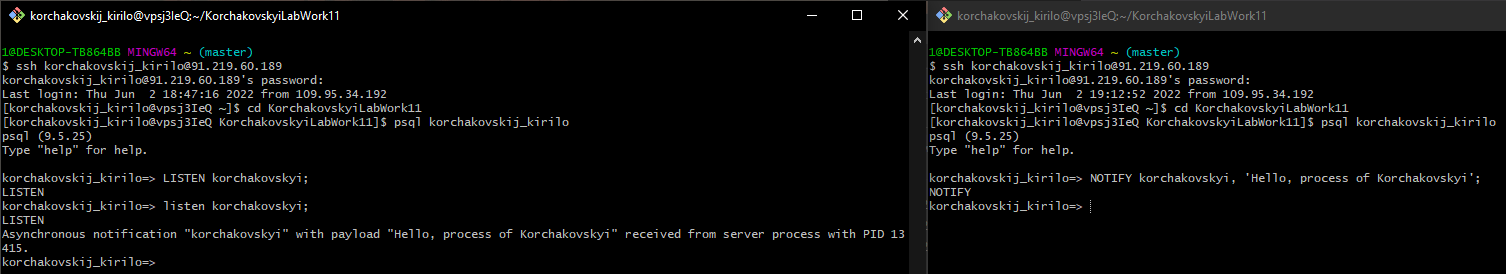 korchakovskij_kirilo@vpsj3IeQ:~/KorchakovskyiLabWork11
1@DESKTOP-TB864BB MINGW64 ~ (master)
$ ssh korchakovskij_kirilo@91.219.60.189
korchakovskij_kirilo@91.219.60.189's password:
Last login: Thu Jun  2 18:47:16 2022 from 109.95.34.192
[korchakovskij_kirilo@vpsj3IeQ ~]$ cd KorchakovskyiLabWork11
[korchakovskij_kirilo@vpsj3IeQ KorchakovskyiLabWork11]$ psql korchakovskij_kirilo
psql (9.5.25)
Type "help" for help.
korchakovskij_kirilo=> LISTEN korchakovskyi;
LISTEN
korchakovskij_kirilo=> listen korchakovskyi;
LISTEN
Asynchronous notification "korchakovskyi" with payload "Hello, process of Korchakovskyi" received from server process with PID 13
415.
korchakovskij_kirilo=>
korchakovskij_kirilo@vpsj3IeQ:~/KorchakovskyiLabWork11
1@DESKTOP-TB864BB MINGW64 ~ (master)
$ ssh korchakovskij_kirilo@91.219.60.189
korchakovskij_kirilo@91.219.60.189's password:
Last login: Thu Jun  2 19:12:52 2022 from 109.95.34.192
[korchakovskij_kirilo@vpsj3IeQ ~]$ cd KorchakovskyiLabWork11
[korchakovskij_kirilo@vpsj3IeQ KorchakovskyiLabWork11]$ psql korchakovskij_kirilo
psql (9.5.25)
Type "help" for help.
korchakovskij_kirilo=> NOTIFY korchakovskyi, 'Hello, process of Korchakovskyi';
NOTIFY
korchakovskij_kirilo=>